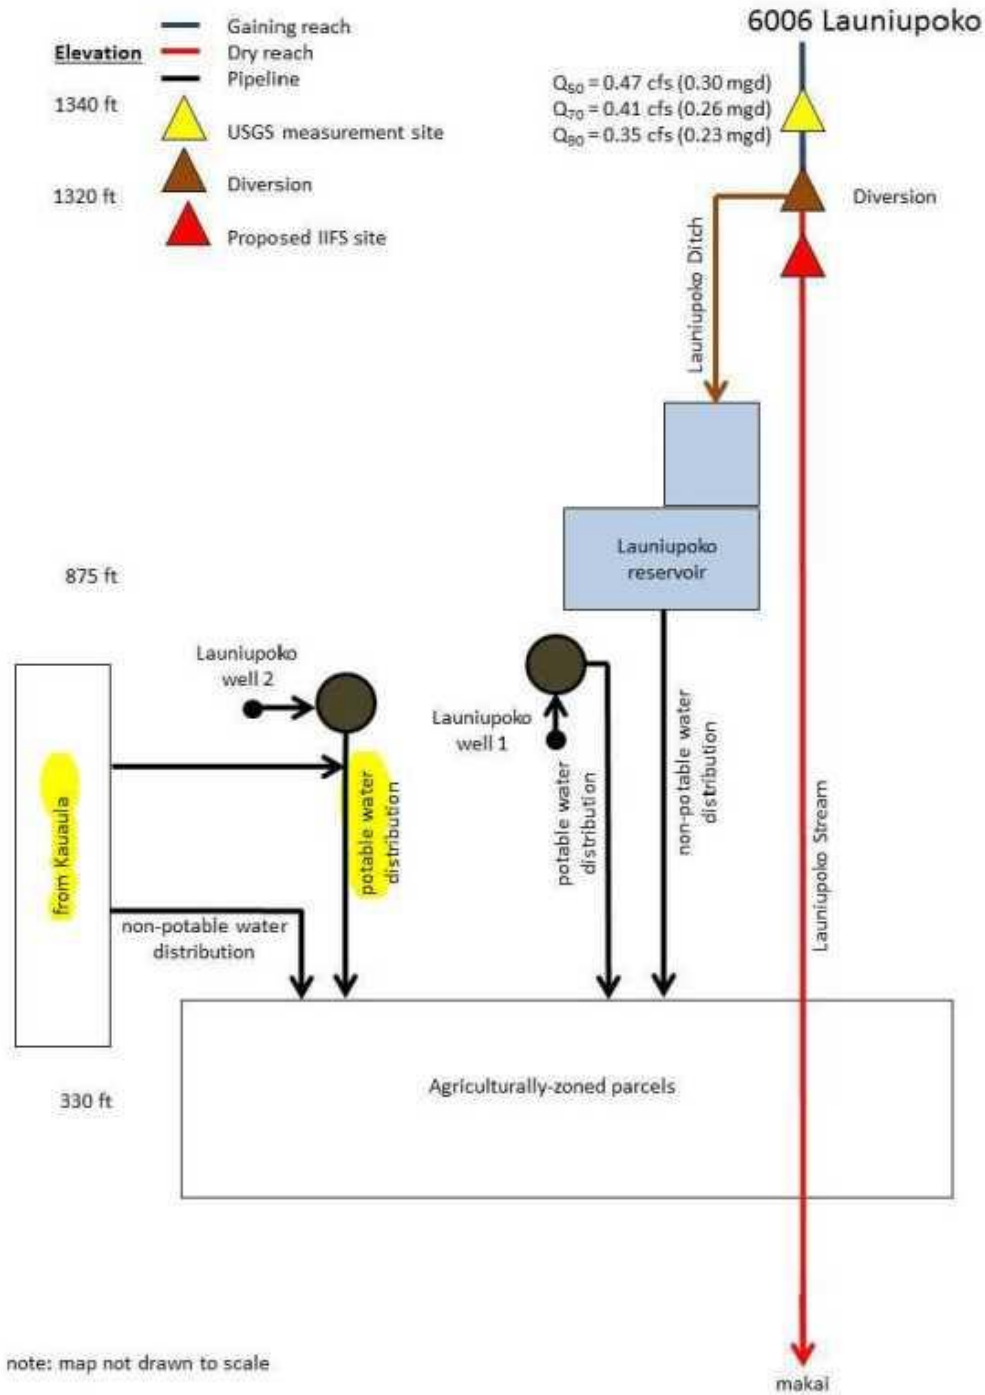 6006 Launiupoko
Gaining reach
Elevation
Dry reach
Pipeline
1340 ft
USGS measurement site
1320 ft
Diversion
Proposed IIFS site
Q50 = 0.47 cfs (0.30 mgd)
Q70 = 0.41 cfs (0.26 mgd)
Q90 = 0.35 cfs (0.23 mgd)
Diversion
Launiupoko Ditch
Launiupoko
reservoir
875 ft
Launiupoko
well 2
Launiupoko
well 1
from Kauaula
potable water
distribution
potable water
distribution
non-potable water
distribution
Launiupoko Stream
non-potable water
distribution
Agriculturally-zoned parcels
330 ft
note: map not drawn to scale
makai